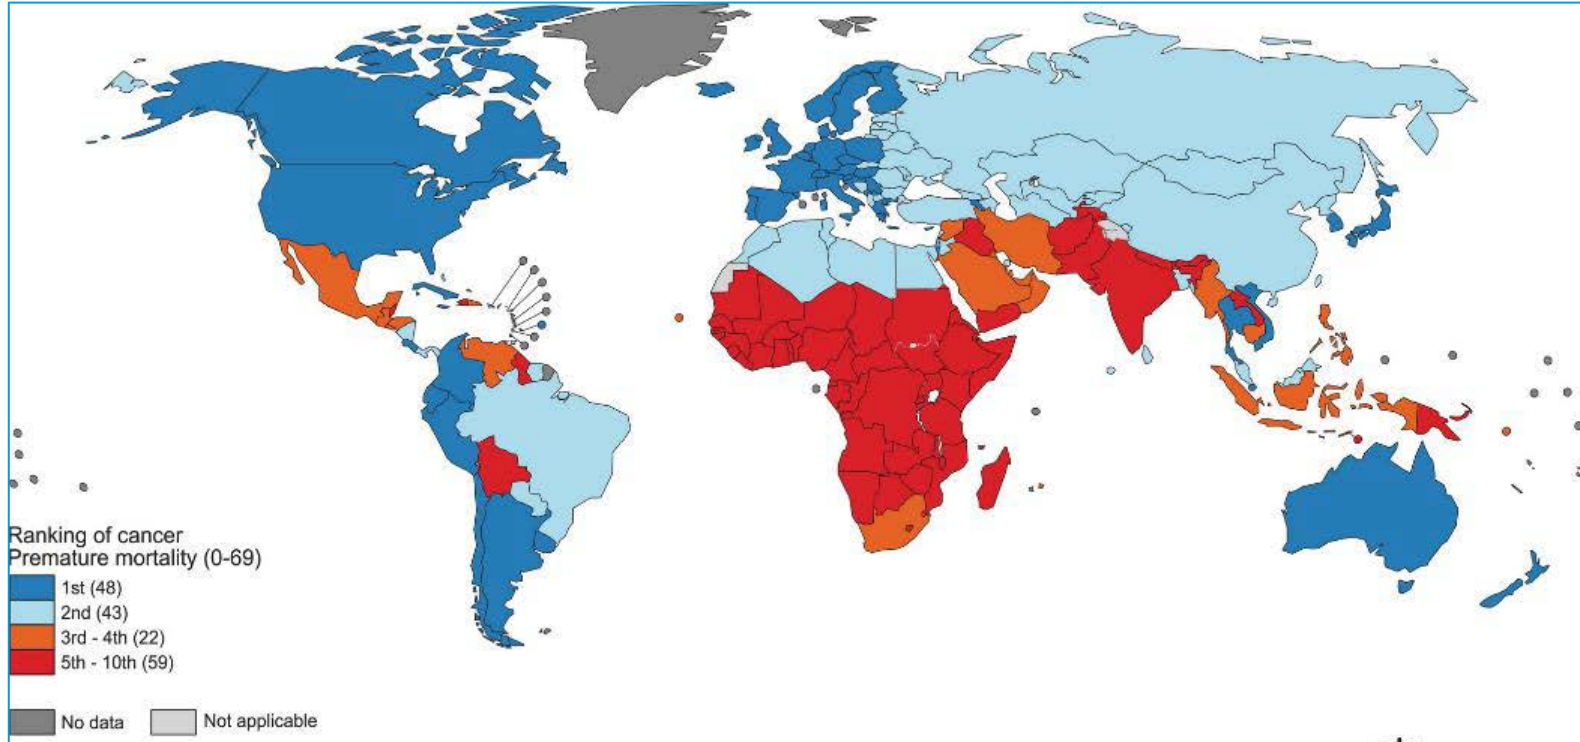 Ranking of cancer
Premature mortality (0-69)
1st (48)
2nd (43)
3rd - 4th (22)
5th - 10th (59)
No data
Not applicable